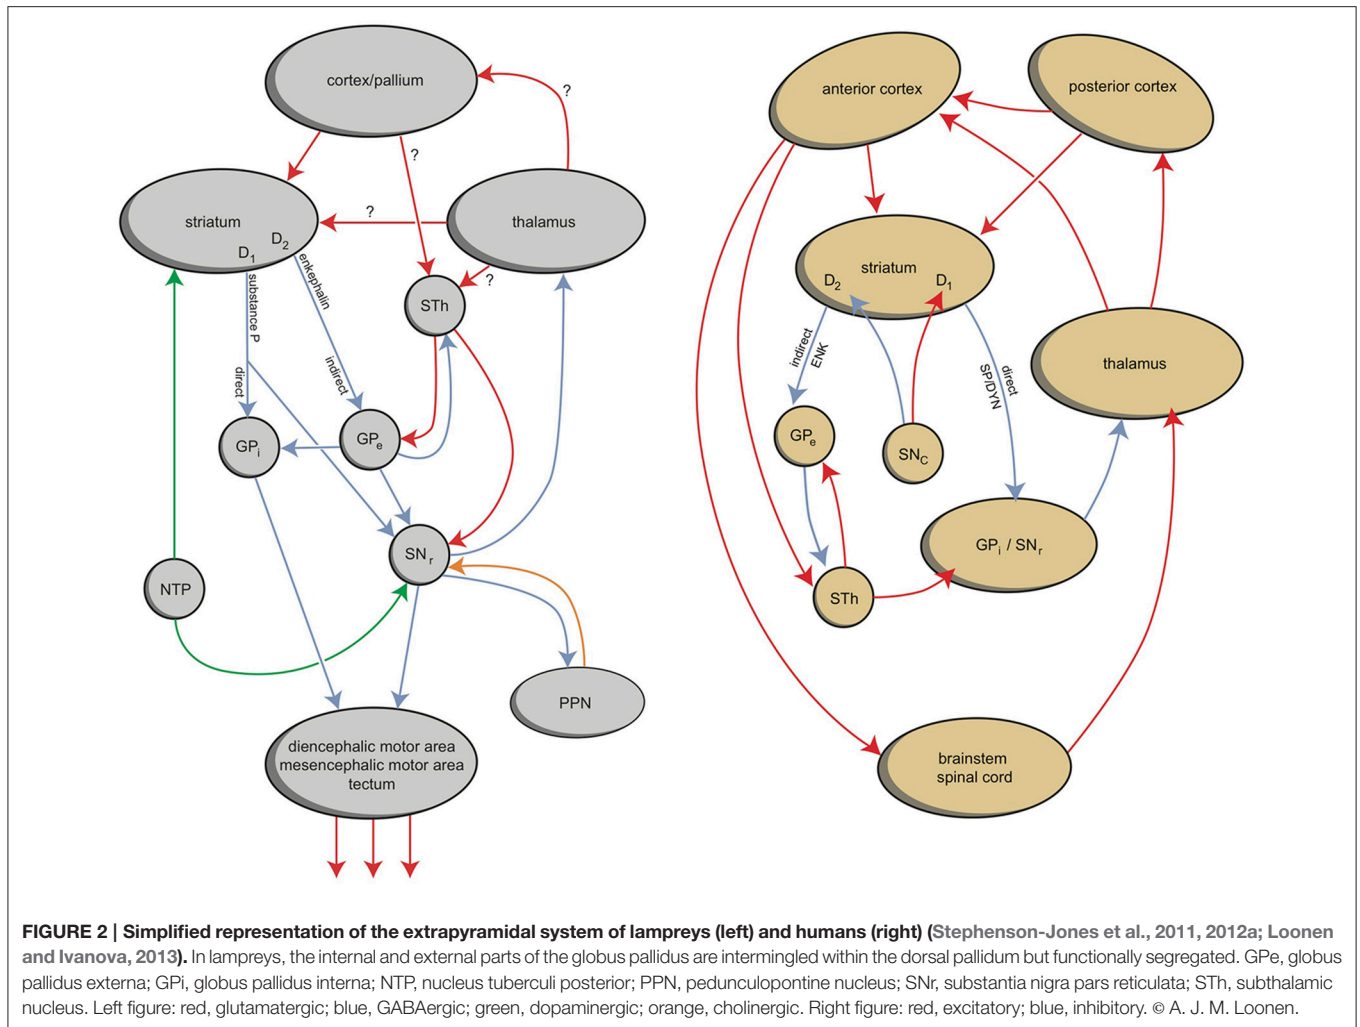 cortex/pallium
?
?
striatum
D1
D2
?
thalamus
?
substance P
enkephalin
STh
direct
indirect
GPi
GPe
SNr
NTP
PPN
diencephalic motor area
mesencephalic motor area
tectum
anterior cortex
posterior cortex
striatum
D2
D1
thalamus
indirect
ENK
direct
SP/DYN
GPe
SNC
GPi / SNr
STh
brainstem
spinal cord
FIGURE 2 | Simplified representation of the extrapyramidal system of lampreys (left) and humans (right) (Stephenson-Jones et al., 2011, 2012a; Loonen
and Ivanova, 2013). In lampreys, the internal and external parts of the globus pallidus are intermingled within the dorsal pallidum but functionally segregated. GPe, globus
pallidus externa; GPi, globus pallidus interna; NTP, nucleus tuberculi posterior; PPN, pedunculopontine nucleus; SNr, substantia nigra pars reticulata; STh, subthalamic
nucleus. Left figure: red, glutamatergic; blue, GABAergic; green, dopaminergic; orange, cholinergic. Right figure: red, excitatory; blue, inhibitory. © A. J. M. Loonen.